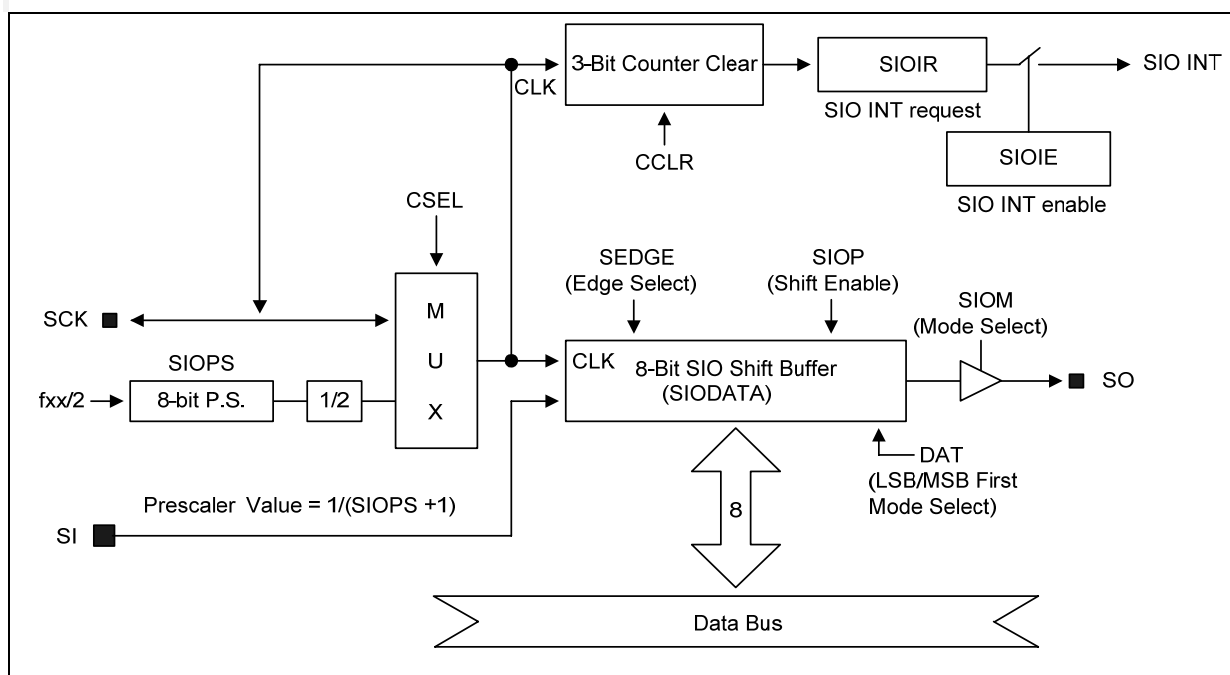 3-Bit Counter Clear
CLK
CCLR
SIOIR
SIO INT request
SIO INT
SIOIE
SIO INT enable
CSEL
M
U
X
SCK
SIOPS
fxx/2
8-bit P.S.
1/2
SEDGE
(Edge Select)
SIOP
(Shift Enable)
SIOM
(Mode Select)
CLK
8-Bit SIO Shift Buffer
(SIODATA)
SO
DAT
(LSB/MSB First
Mode Select)
Prescaler Value = 1/(SIOPS +1)
SI
8
Data Bus